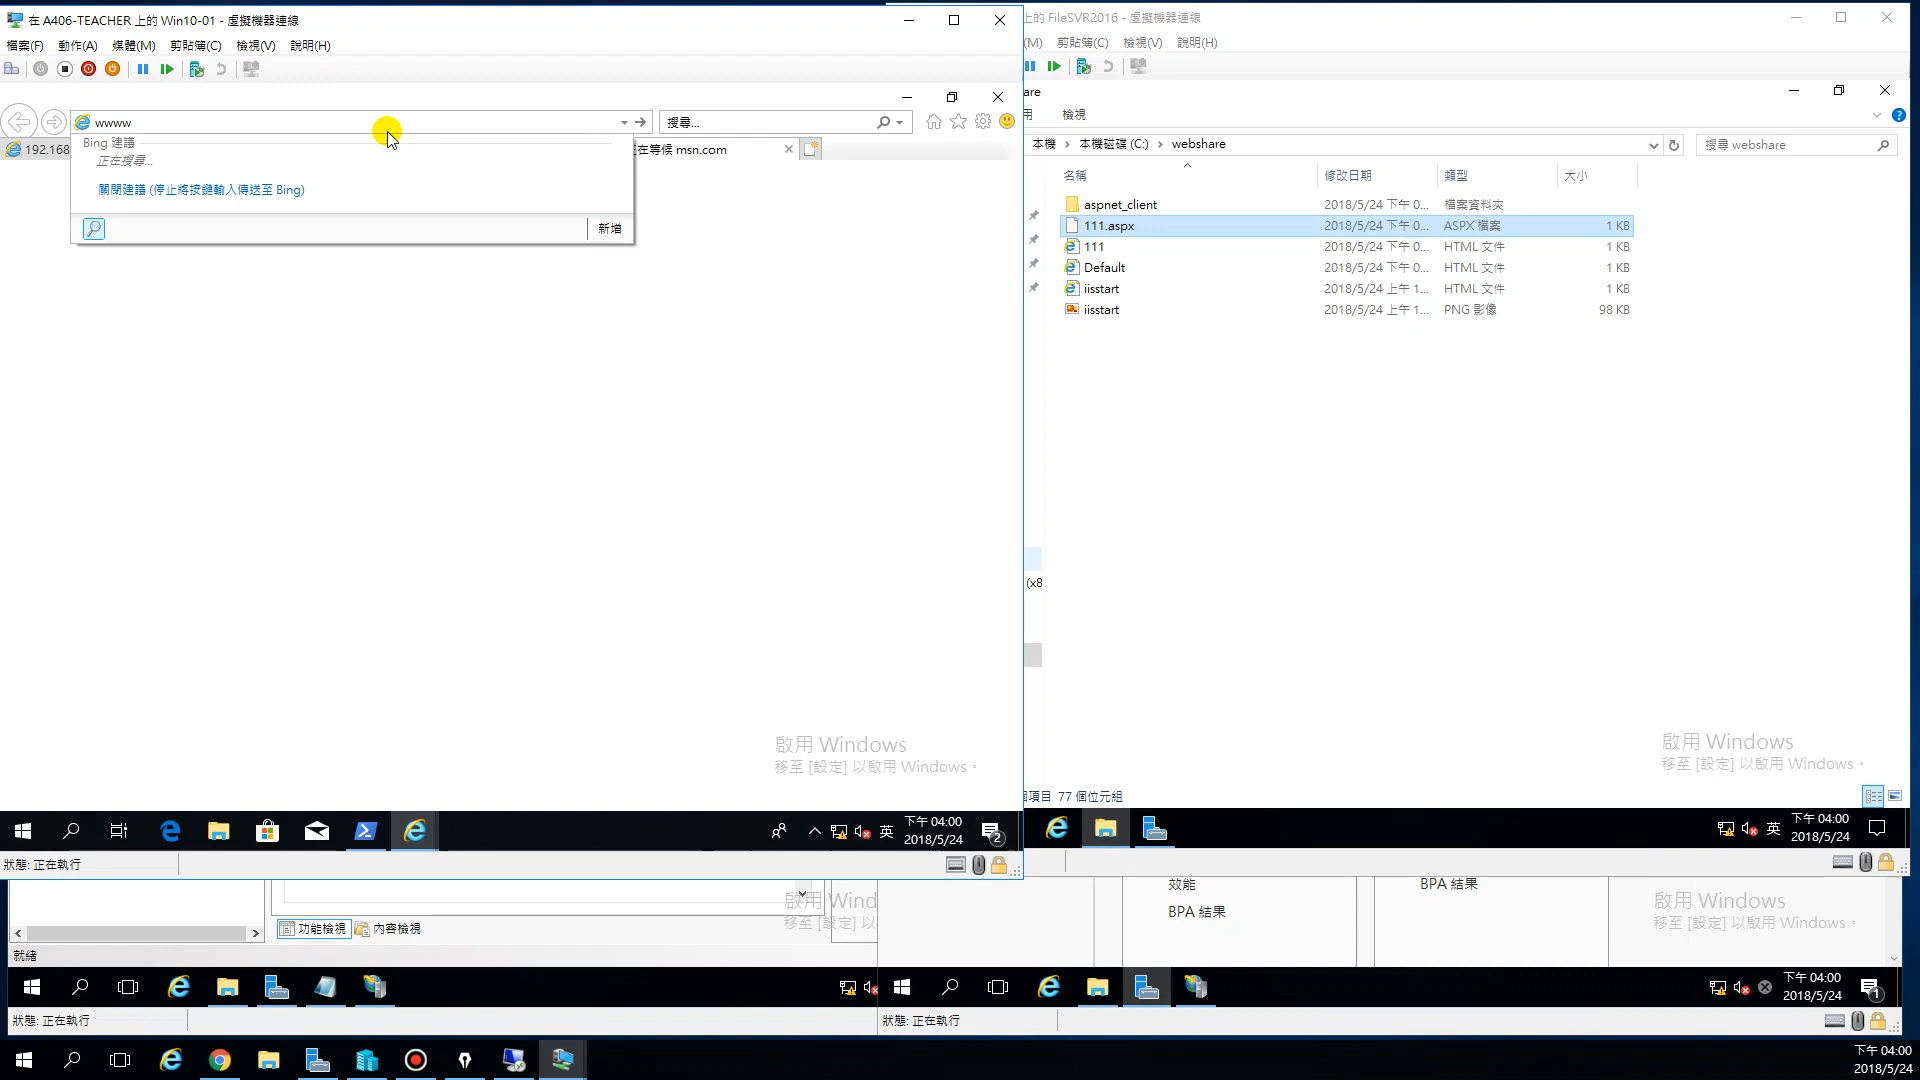 在 A406-TEACHER 上的 Win10-01 - 虛擬機器連線
檔案(F) 動作(A) 媒體(M) 剪貼簿(C) 檢視(V) 說明(H)
wwww
搜尋...
192.168
在等候 msn.com
Bing 建議
正在搜尋...
關閉建議 (停止將按鍵輸入傳送至 Bing)
新增
啟用 Windows
移至 [設定] 以啟用 Windows。
英
下午 04:00
2018/5/24
2
狀態: 正在執行
上的 FileSVR2016 - 虛擬機器連線
(M) 剪貼簿(C) 檢視(V) 說明(H)
are
用 檢視
本機 › 本機磁碟 (C:) › webshare
搜尋 webshare
名稱 修改日期 類型 大小
aspnet_client 2018/5/24 下午 0... 檔案資料夾
111.aspx 2018/5/24 下午 0... ASPX 檔案 1 KB
111 2018/5/24 下午 0... HTML 文件 1 KB
Default 2018/5/24 下午 0... HTML 文件 1 KB
iisstart 2018/5/24 上午 1... HTML 文件 1 KB
iisstart 2018/5/24 上午 1... PNG 影像 98 KB
(x8
啟用 Windows
移至 [設定] 以啟用 Windows。
項目 77 個位元組
英
下午 04:00
2018/5/24
功能檢視 內容檢視
啟用 Wind
移至 [設定] 以
就緒
狀態: 正在執行
效能
BPA 結果
BPA 結果
啟用 Windows
移至 [設定] 以啟用 Windows。
下午 04:00
2018/5/24
1
狀態: 正在執行
下午 04:00
2018/5/24